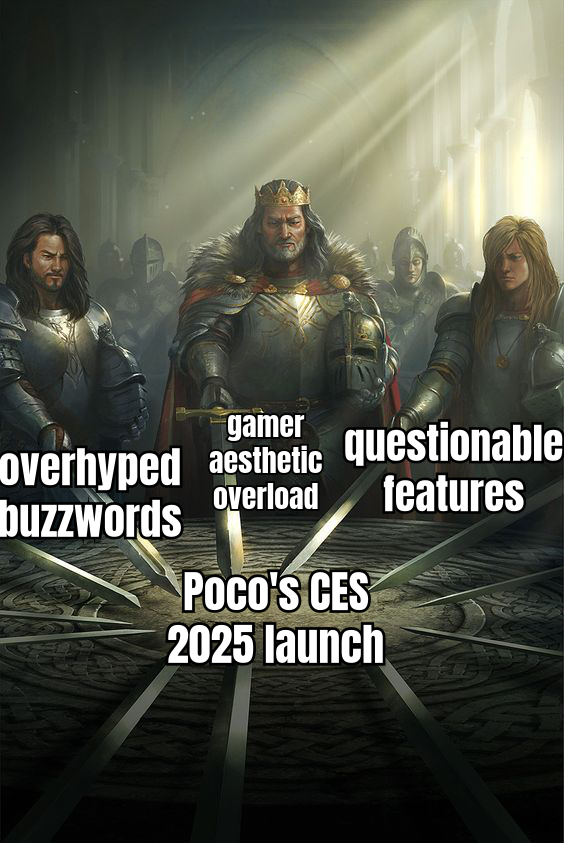 gamer
aesthetic
overload
questionable
features
overhyped
buzzwords
Poco's CES
2025 launch